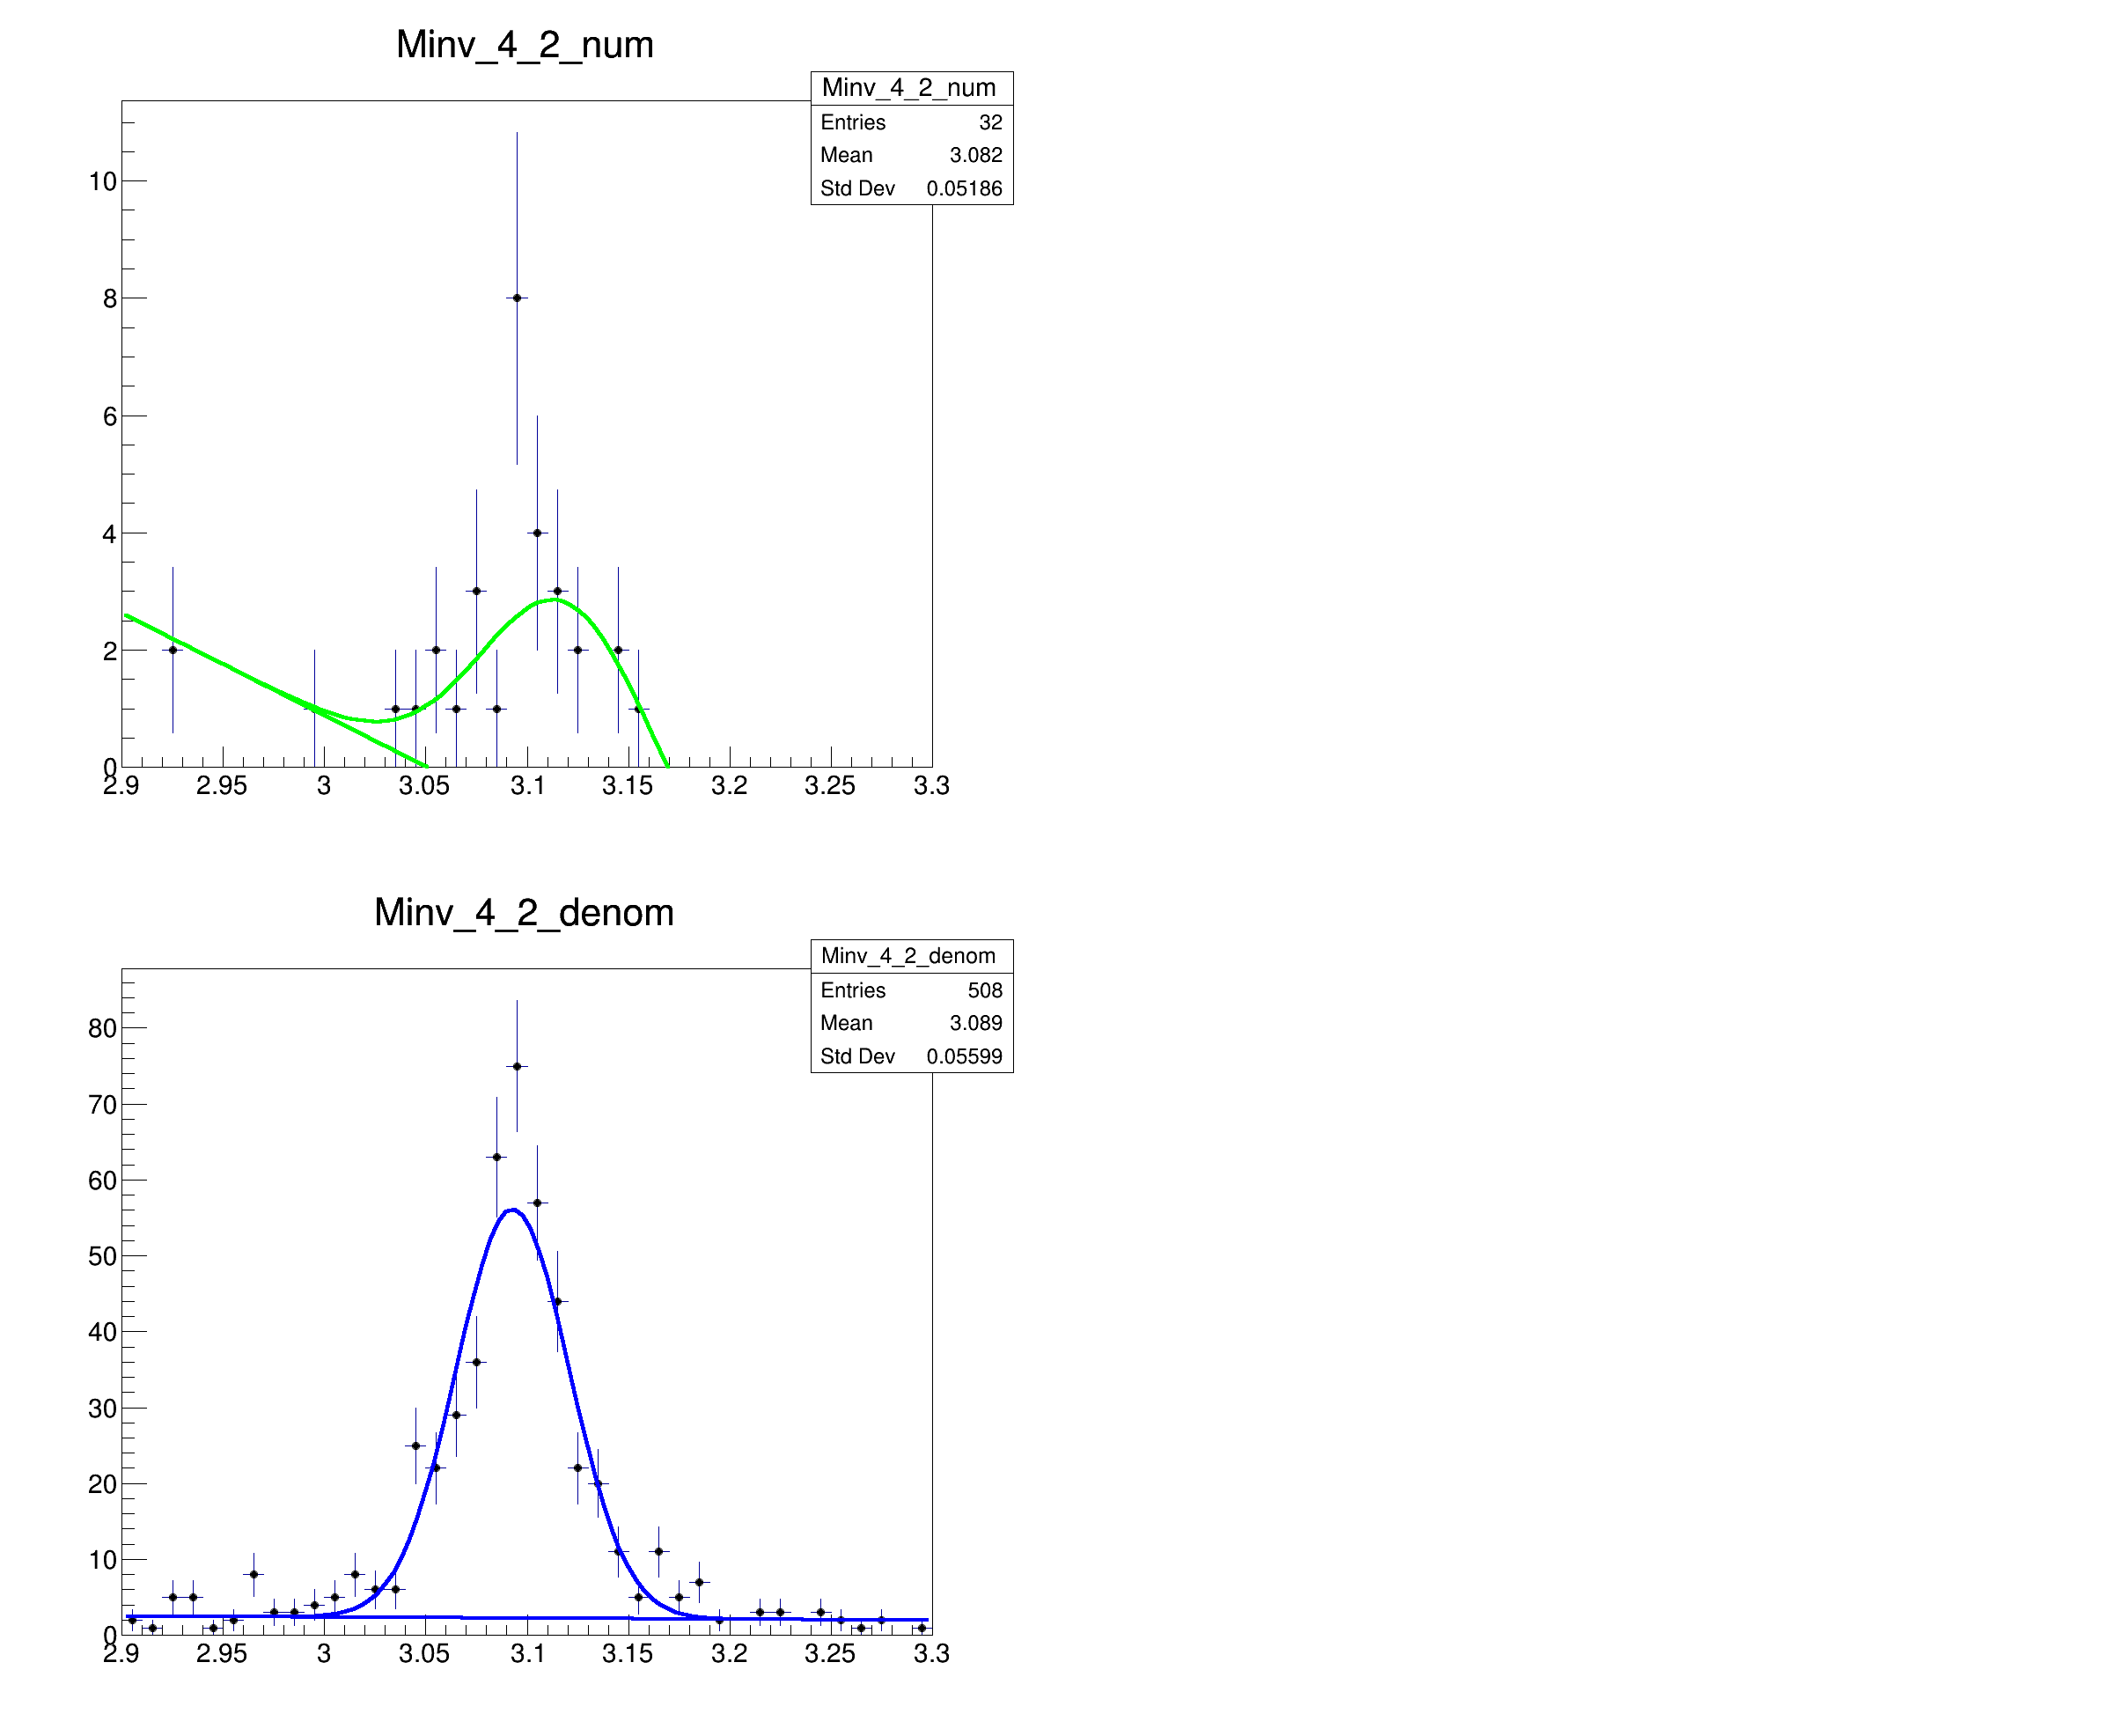 Minv_4_2_num
Minv_4_2_num
Entries 32
Mean 3.082
Std Dev 0.05186
10
8
6
4
2
0
2.9 2.95 3 3.05 3.1 3.15 3.2 3.25 3.3
Minv_4_2_denom
Minv_4_2_denom
Entries 508
Mean 3.089
Std Dev 0.05599
80
70
60
50
40
30
20
10
0
2.9 2.95 3 3.05 3.1 3.15 3.2 3.25 3.3